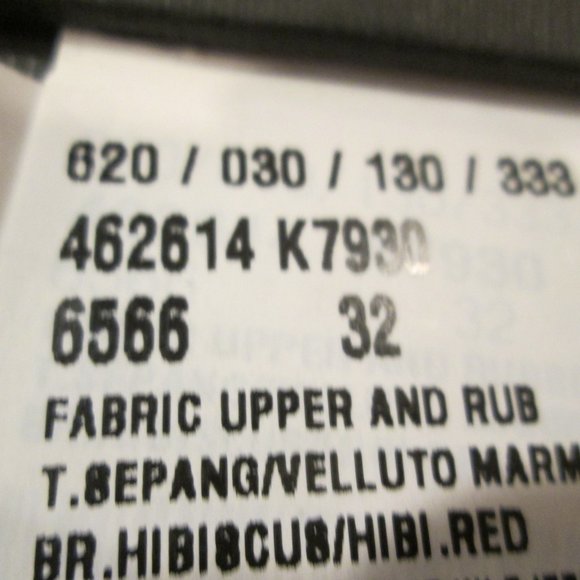 620 / 030 / 130 / 333
462614 K7930
6566 32
FABRIC UPPER AND RUB
T.SEPANG/VELLUTO MARM
BR.HIBISCUS/HIBI.RED